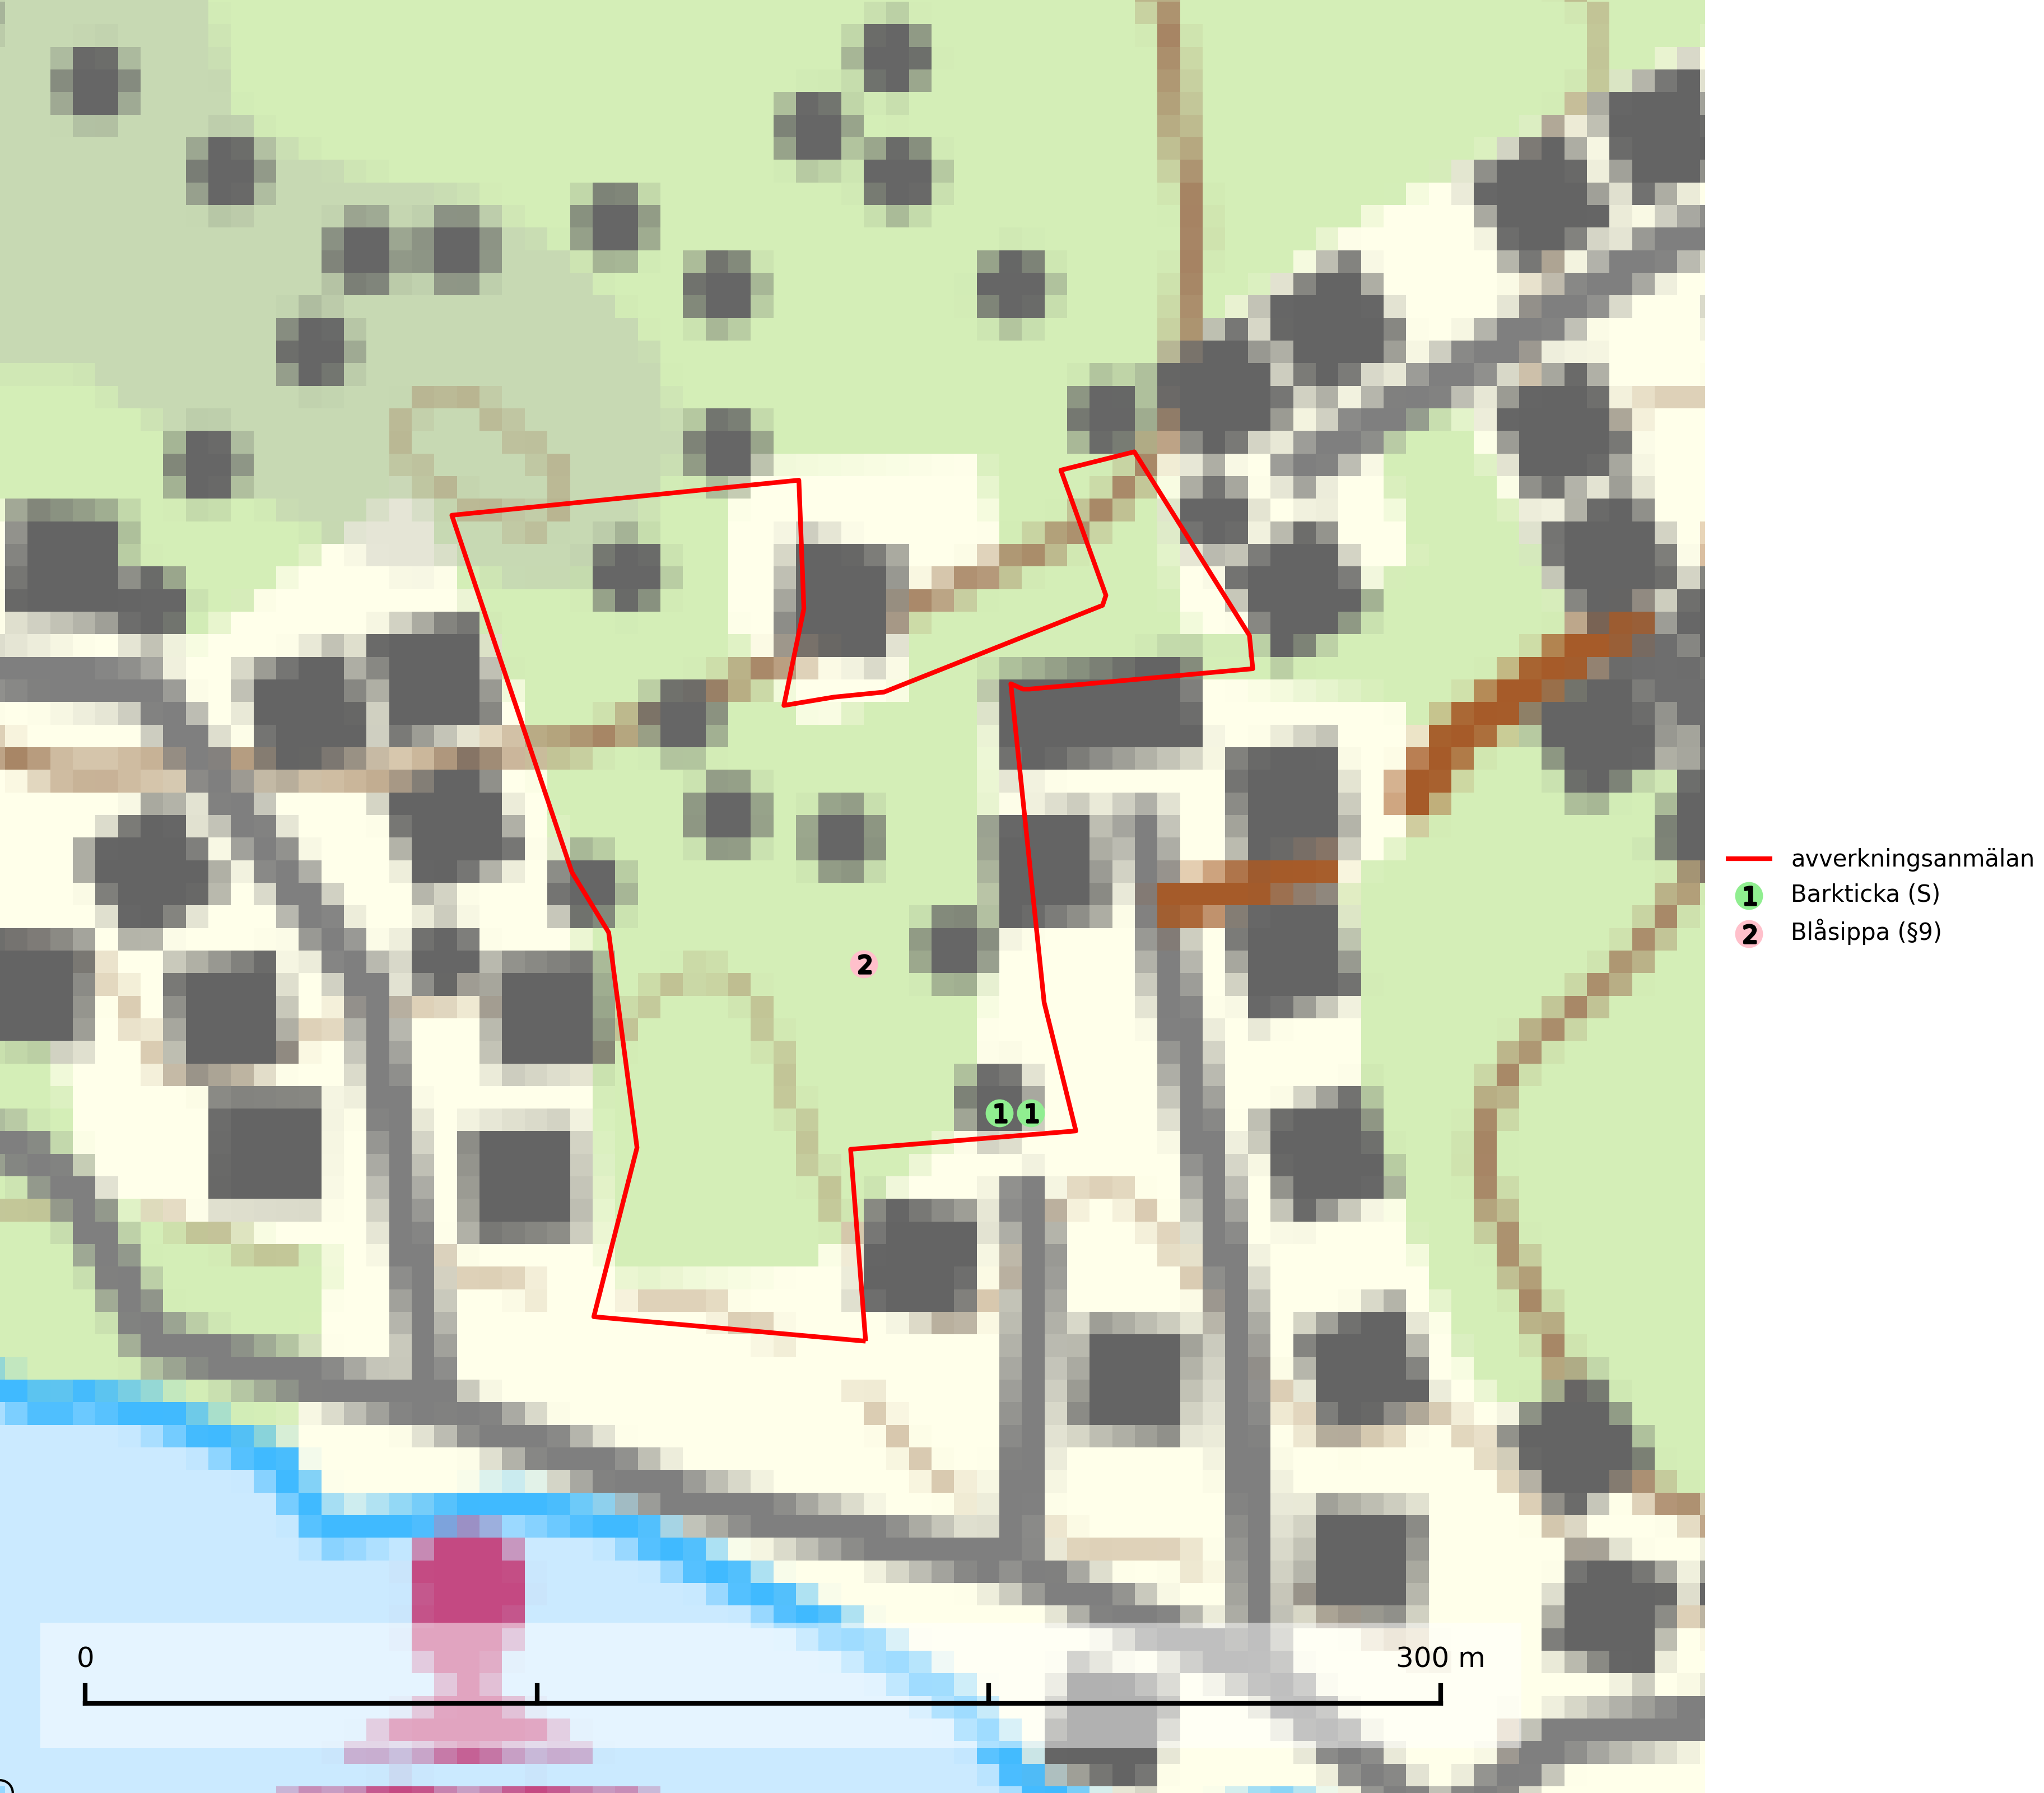 2
1 1
0 300 m
avverkningsanmälan
1 Barkticka (S)
2 Blåsippa (§9)